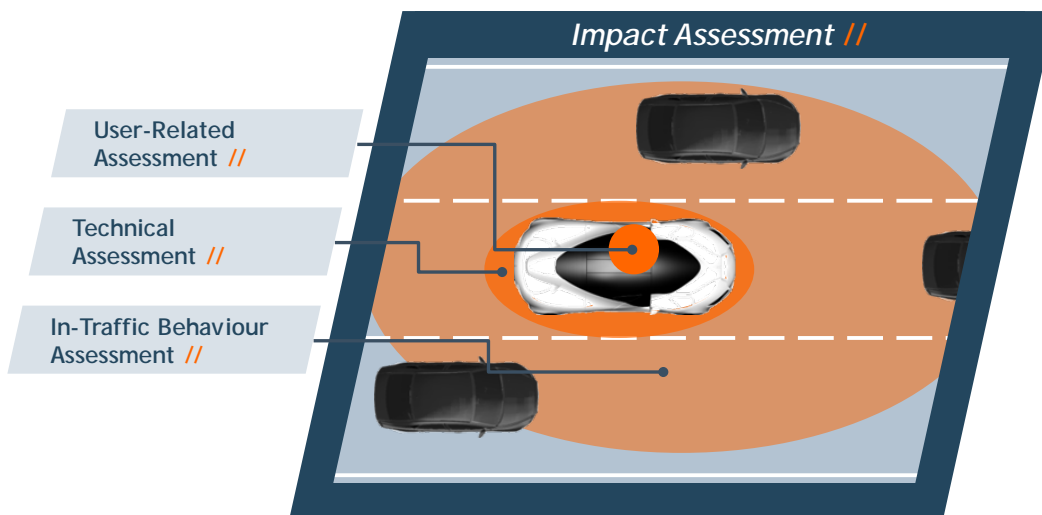 Impact Assessment //
User-Related
Assessment //
Technical
Assessment //
In-Traffic Behaviour
Assessment //